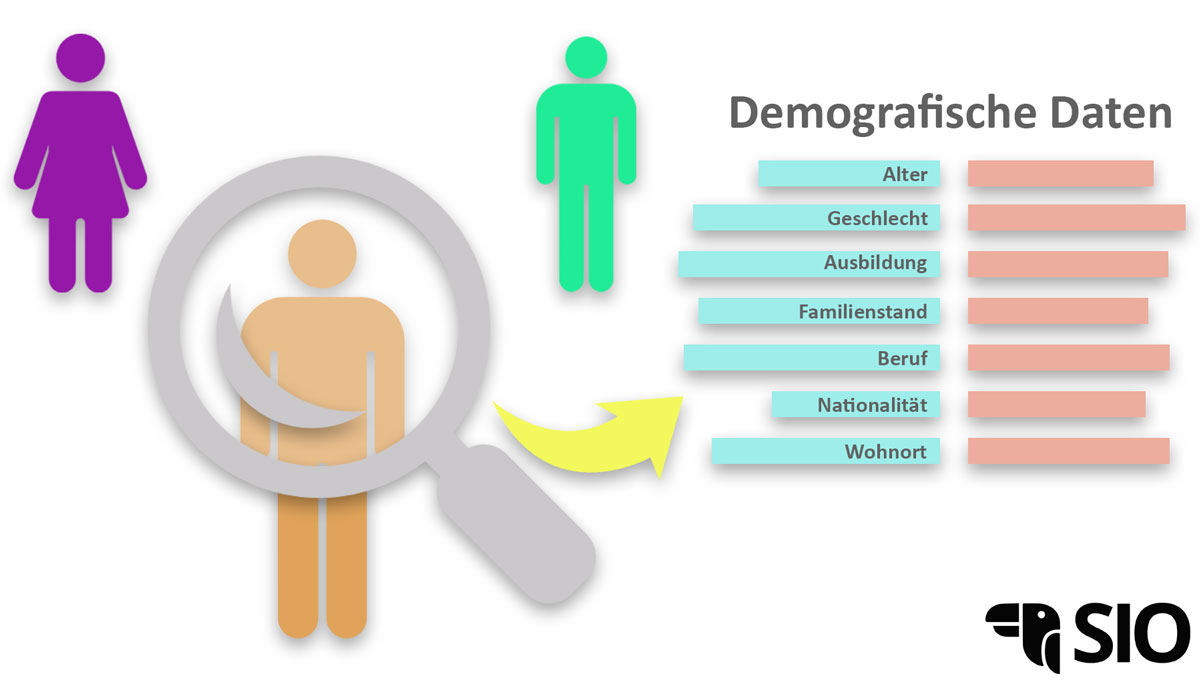 Demografische Daten
Alter
Geschlecht
Ausbildung
Familienstand
Beruf
Nationalität
Wohnort
SIO